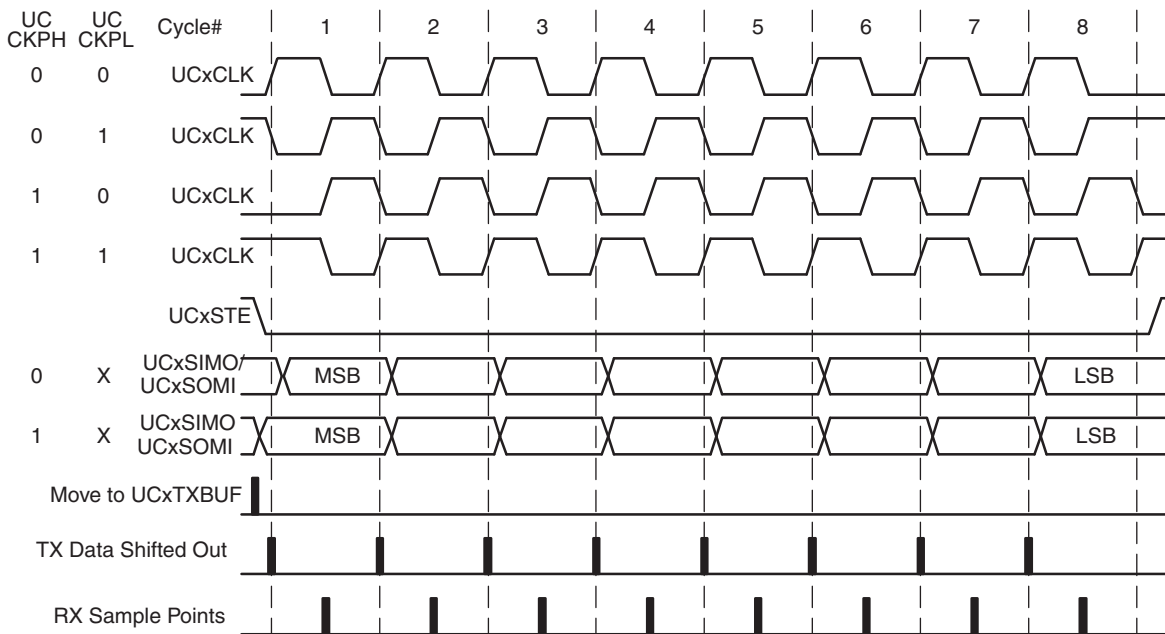 UC UC Cycle# 1 2 3 4 5 6 7 8
CKPH CKPL
0 0 UCxCLK
0 1 UCxCLK
1 0 UCxCLK
1 1 UCxCLK
UCxSTE
0 X UCxSIMO/
UCxSOMI MSB LSB
1 X UCxSIMO
UCxSOMI MSB LSB
Move to UCxTXBUF
TX Data Shifted Out
RX Sample Points